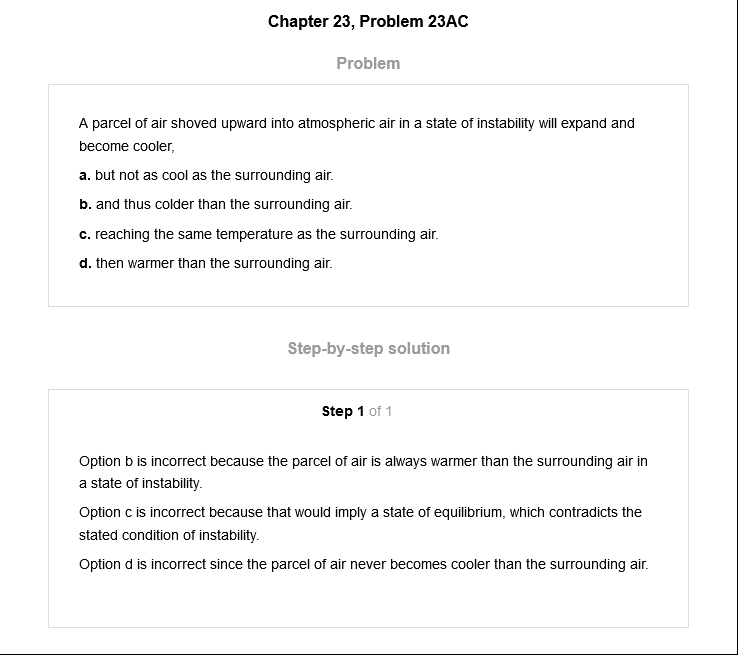 Chapter 23, Problem 23AC
Problem
A parcel of air shoved upward into atmospheric air in a state of instability will expand and
become cooler,
a. but not as cool as the surrounding air.
b. and thus colder than the surrounding air.
c. reaching the same temperature as the surrounding air.
d. then warmer than the surrounding air.
Step-by-step solution
Step 1 of 1
Option b is incorrect because the parcel of air is always warmer than the surrounding air in
a state of instability.
Option c is incorrect because that would imply a state of equilibrium, which contradicts the
stated condition of instability.
Option d is incorrect since the parcel of air never becomes cooler than the surrounding air.